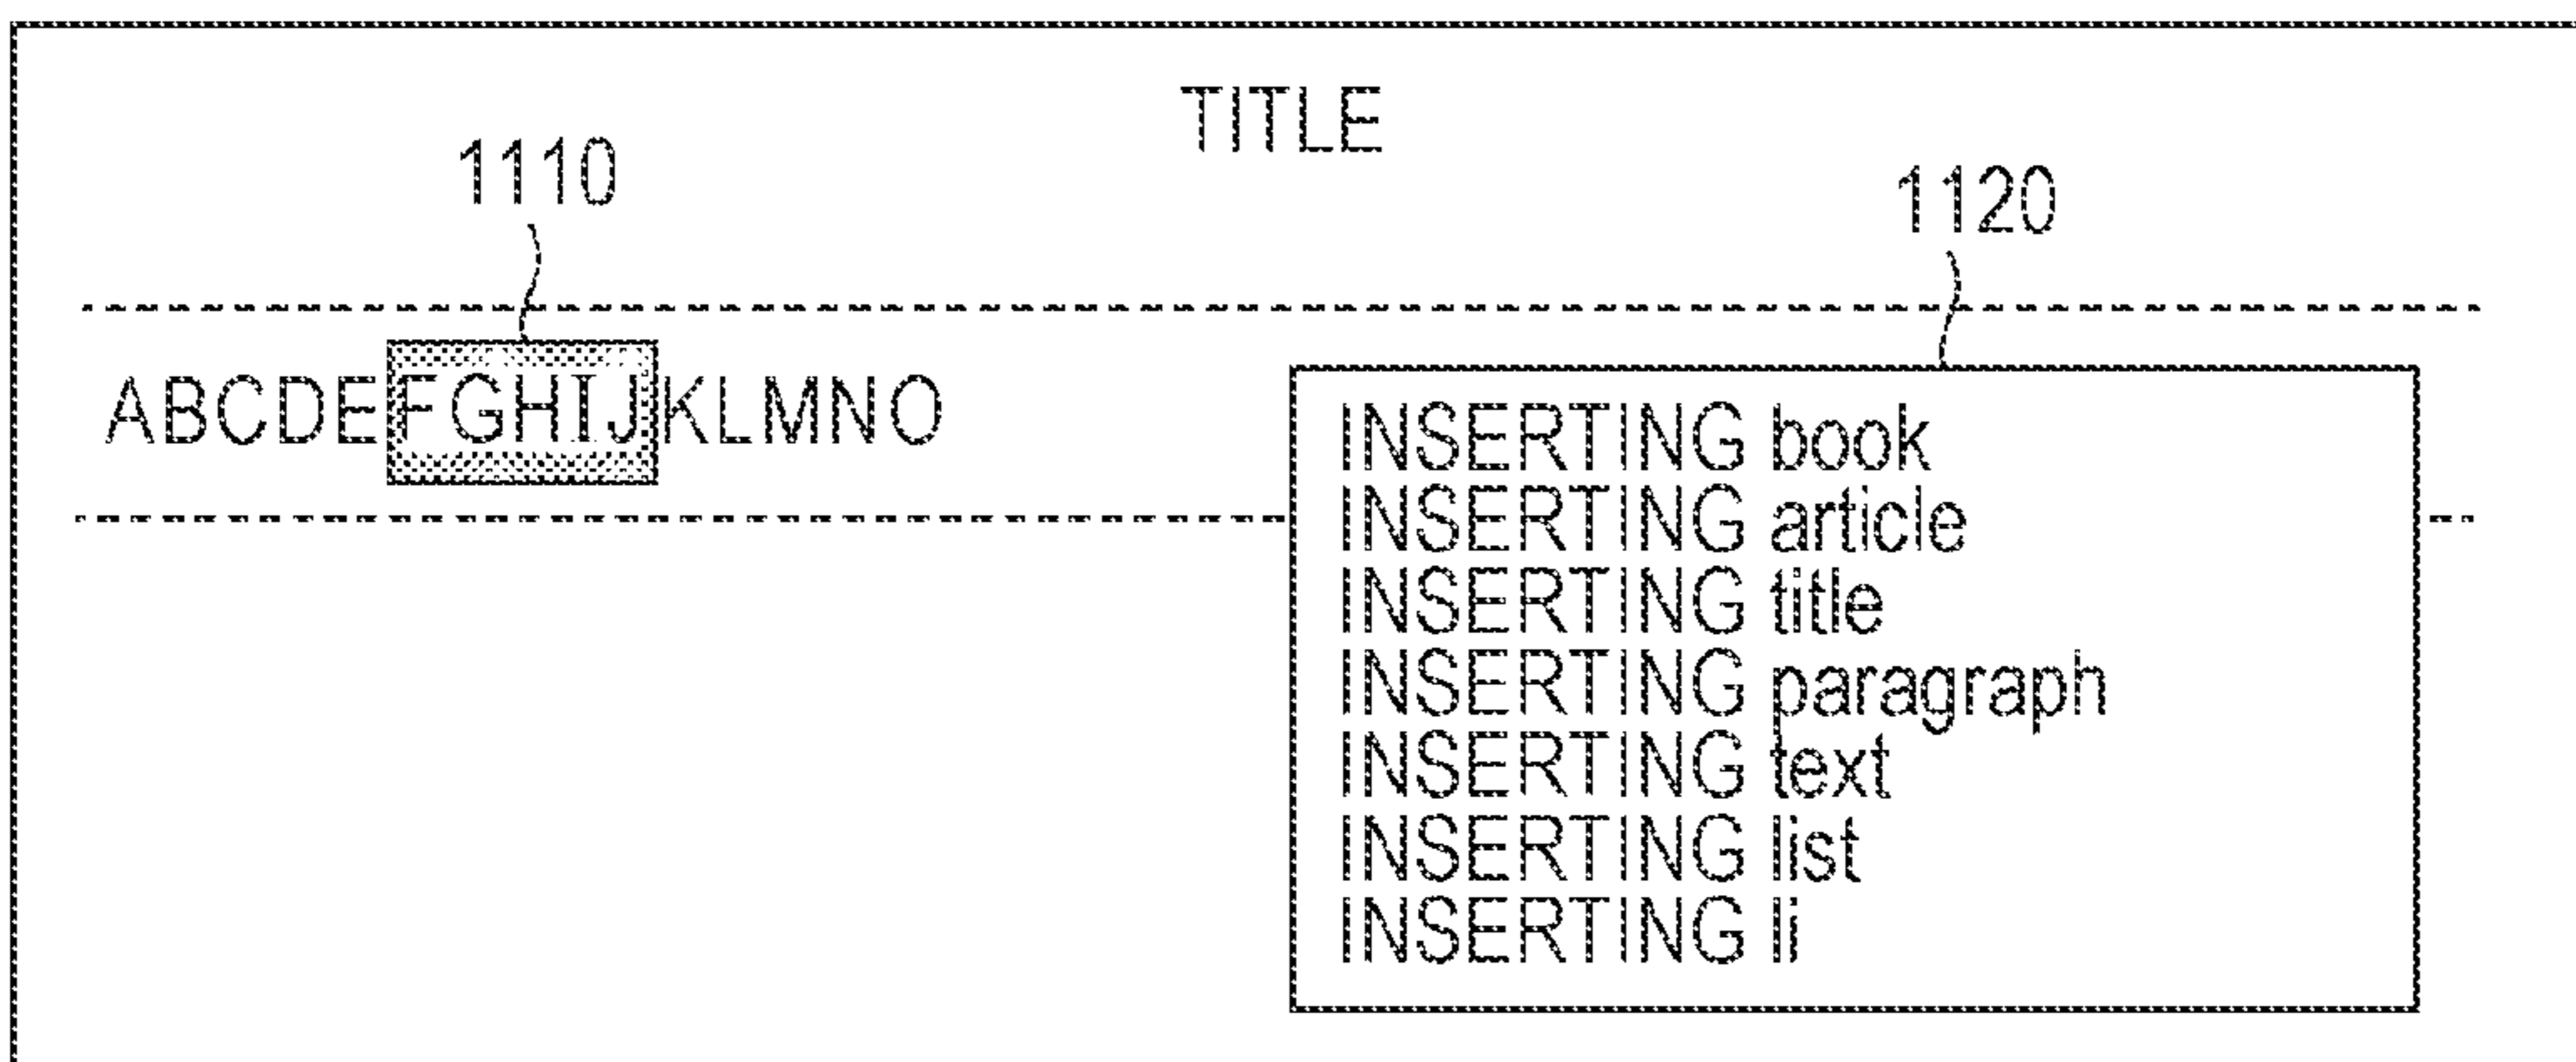 TITLE
1110
1120
ABCDEFGHIJKLMNO
INSERTING book
INSERTING article
INSERTING title
INSERTING paragraph
INSERTING text
INSERTING list
INSERTING li